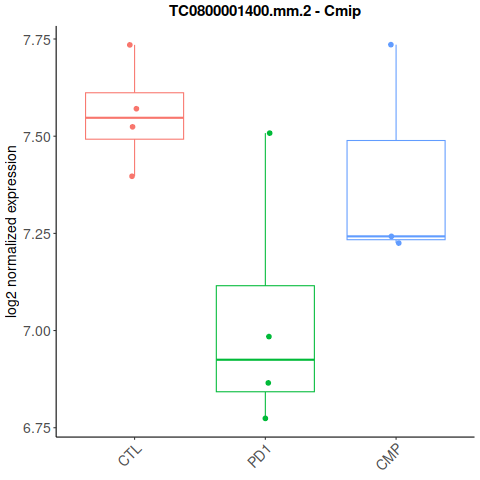 TC0800001400.mm.2 - Cmip
log2 normalized expression
7.75
7.50
7.25
7.00
6.75
CTL
PD1
CMP